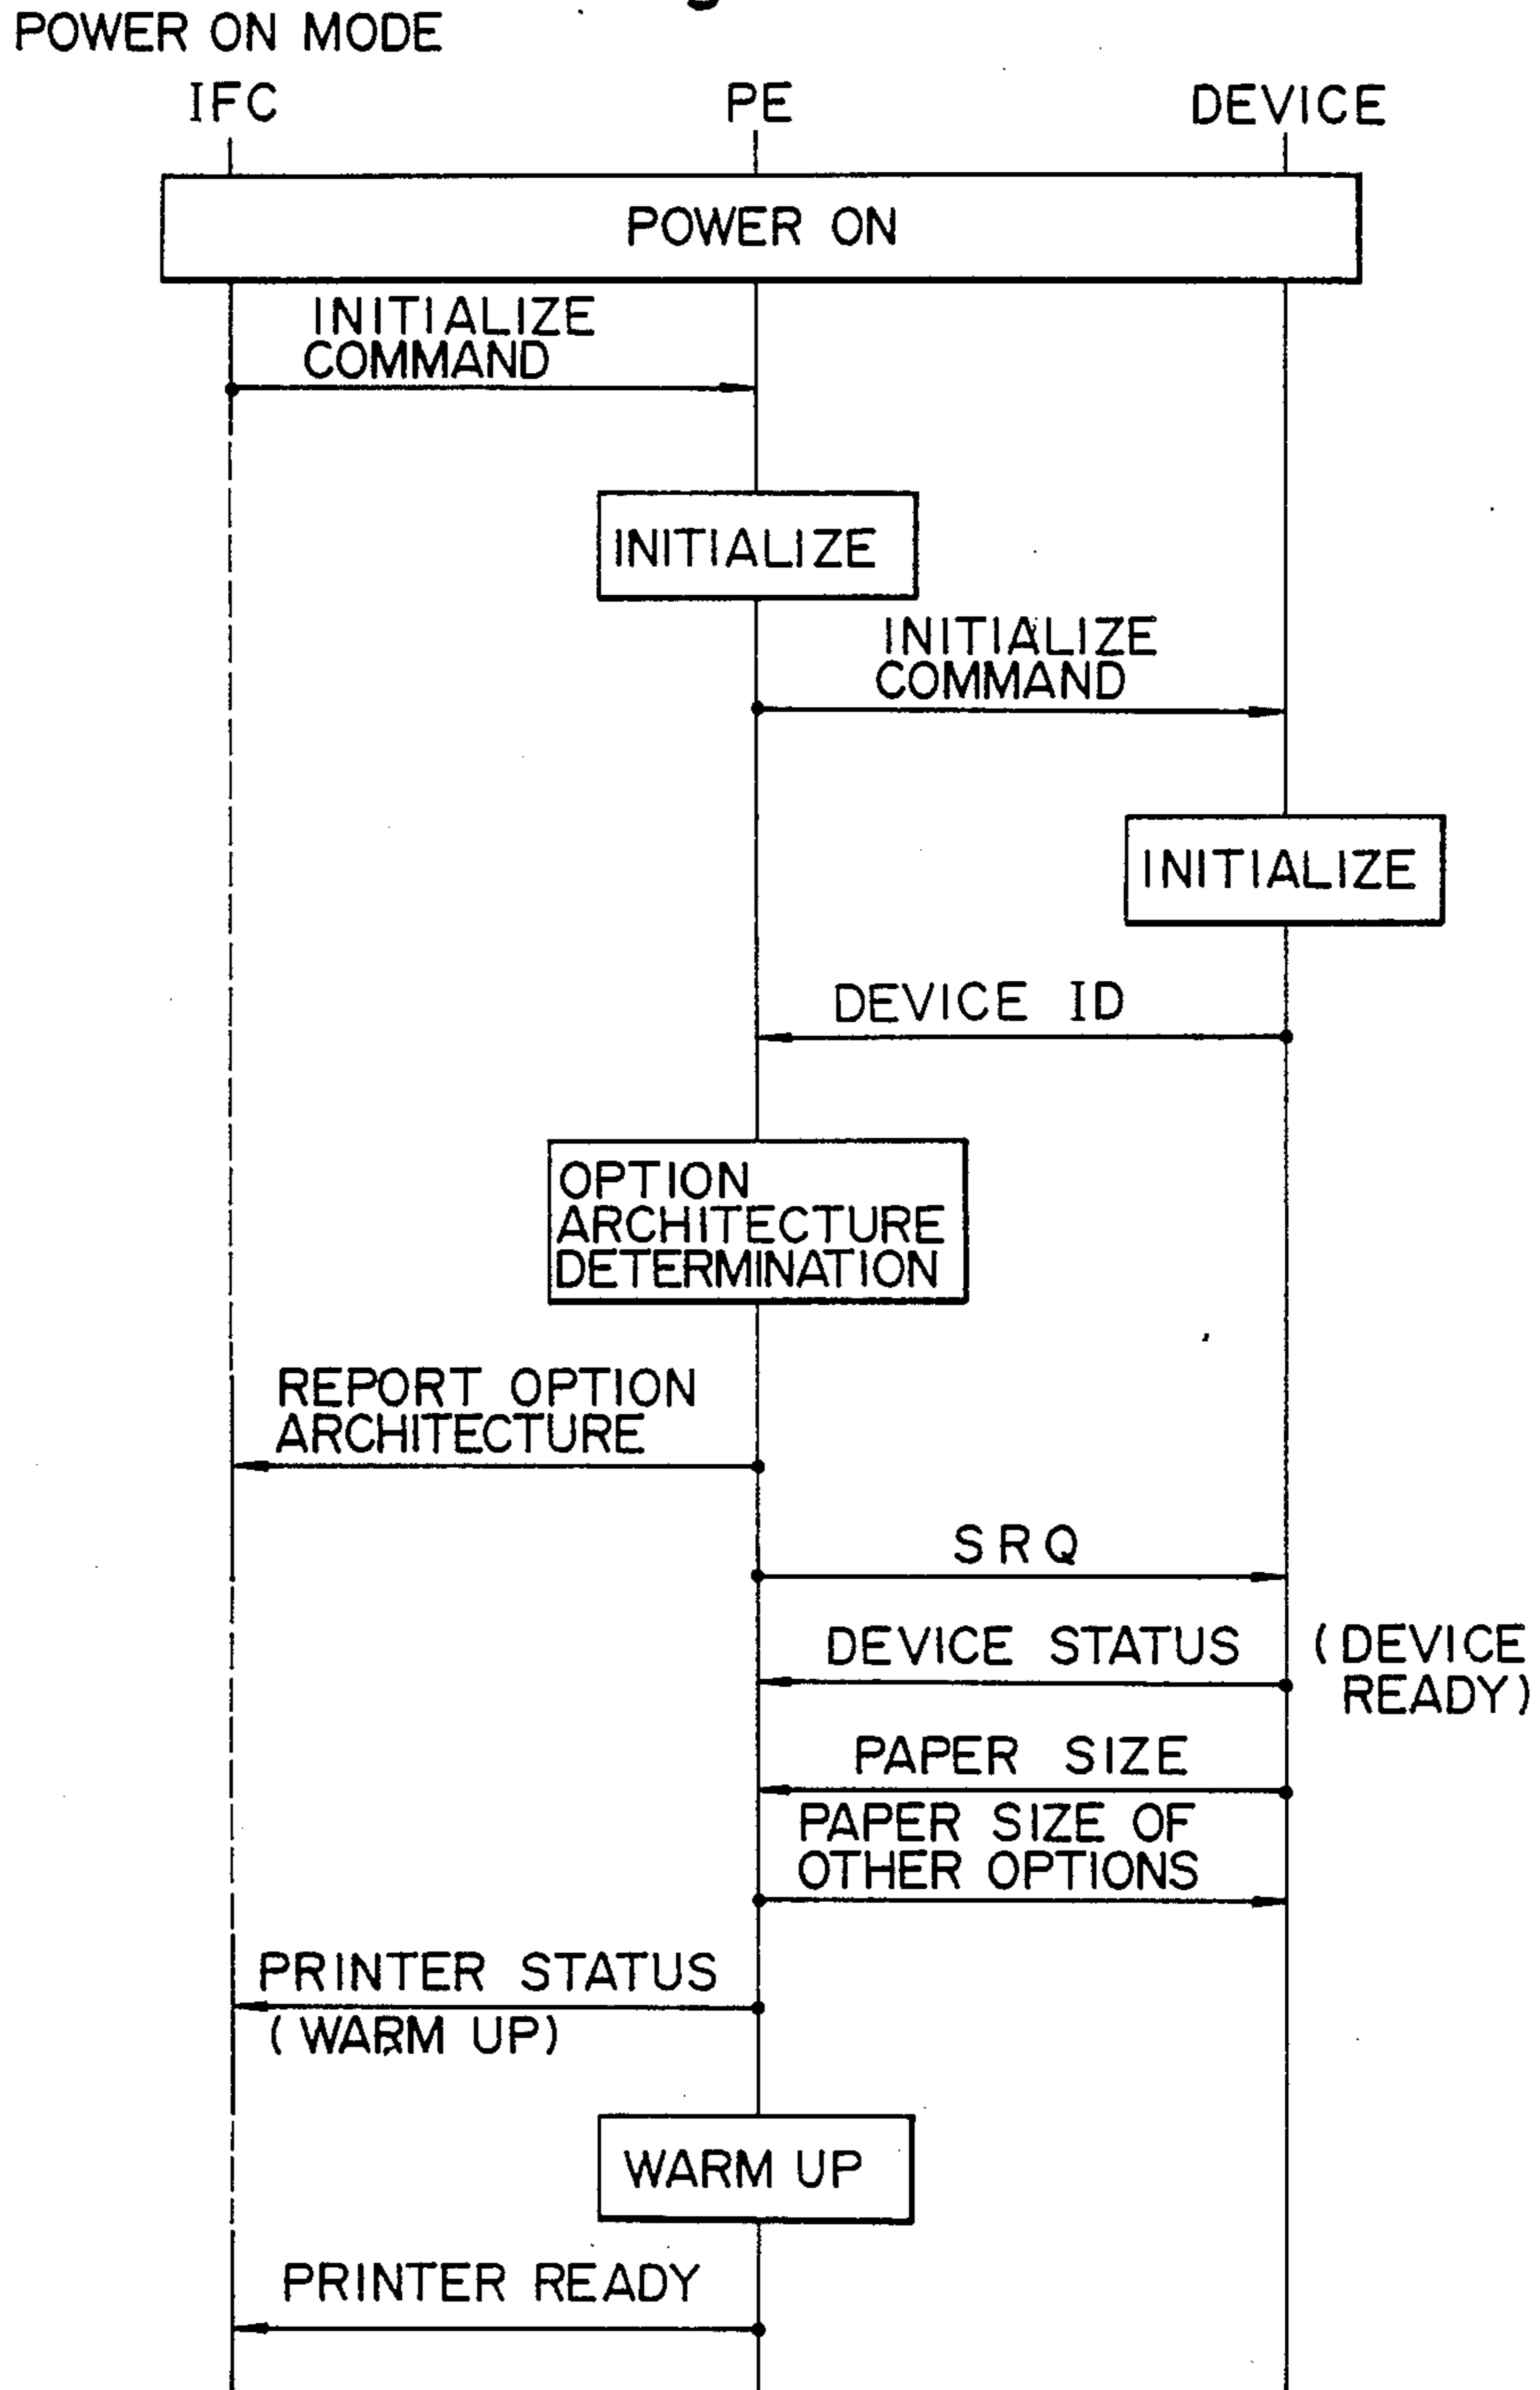 POWER ON MODE
IFC PE DEVICE
POWER ON
INITIALIZE
COMMAND
INITIALIZE
INITIALIZE
COMMAND
INITIALIZE
DEVICE ID
OPTION
ARCHITECTURE
DETERMINATION
REPORT OPTION
ARCHITECTURE
SRQ
DEVICE STATUS (DEVICE
READY)
PAPER SIZE
PAPER SIZE OF
OTHER OPTIONS
PRINTER STATUS
(WARM UP)
WARM UP
PRINTER READY